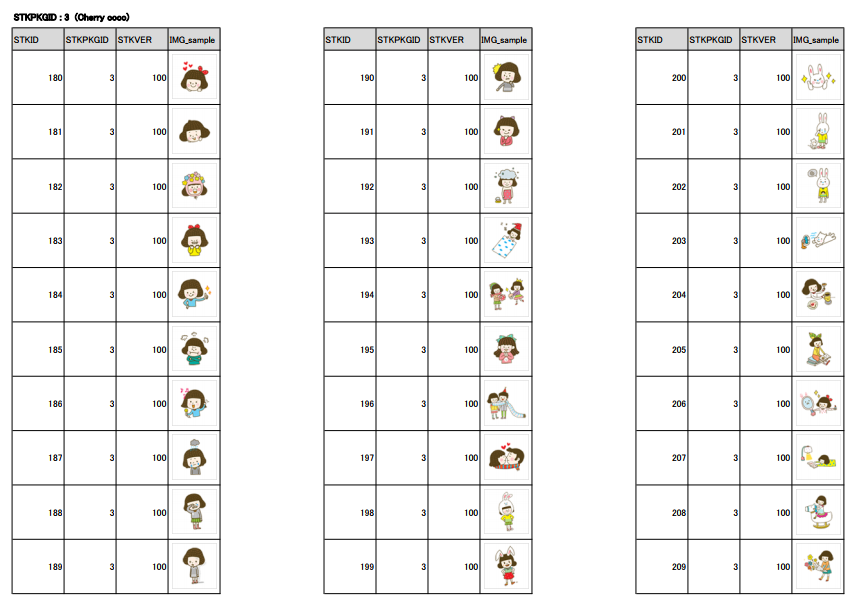 STKPKGID : 3  (Cherry coco)
STKID STKPKGID STKVER IMG_sample
180 3 100
181 3 100
182 3 100
183 3 100
184 3 100
185 3 100
186 3 100
187 3 100
188 3 100
189 3 100
STKID STKPKGID STKVER IMG_sample
190 3 100
191 3 100
192 3 100
193 3 100
194 3 100
195 3 100
196 3 100
197 3 100
198 3 100
199 3 100
STKID STKPKGID STKVER IMG_sample
200 3 100
201 3 100
202 3 100
203 3 100
204 3 100
205 3 100
206 3 100
207 3 100
208 3 100
209 3 100